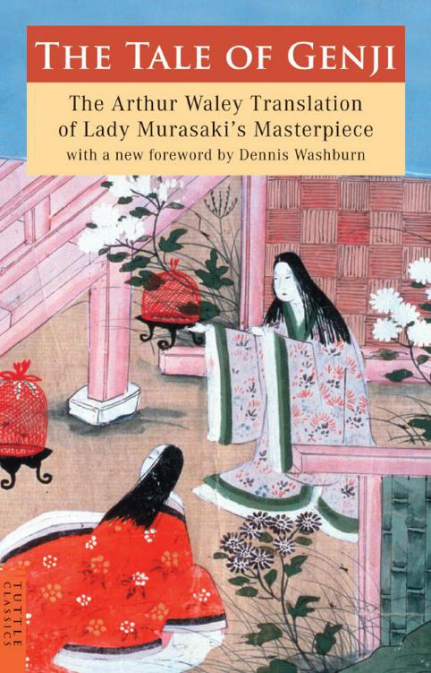 THE TALE OF GENJI
The Arthur Waley Translation
of Lady Murasaki's Masterpiece
with a new foreword by Dennis Washburn
TUTTLE
CLASSICS